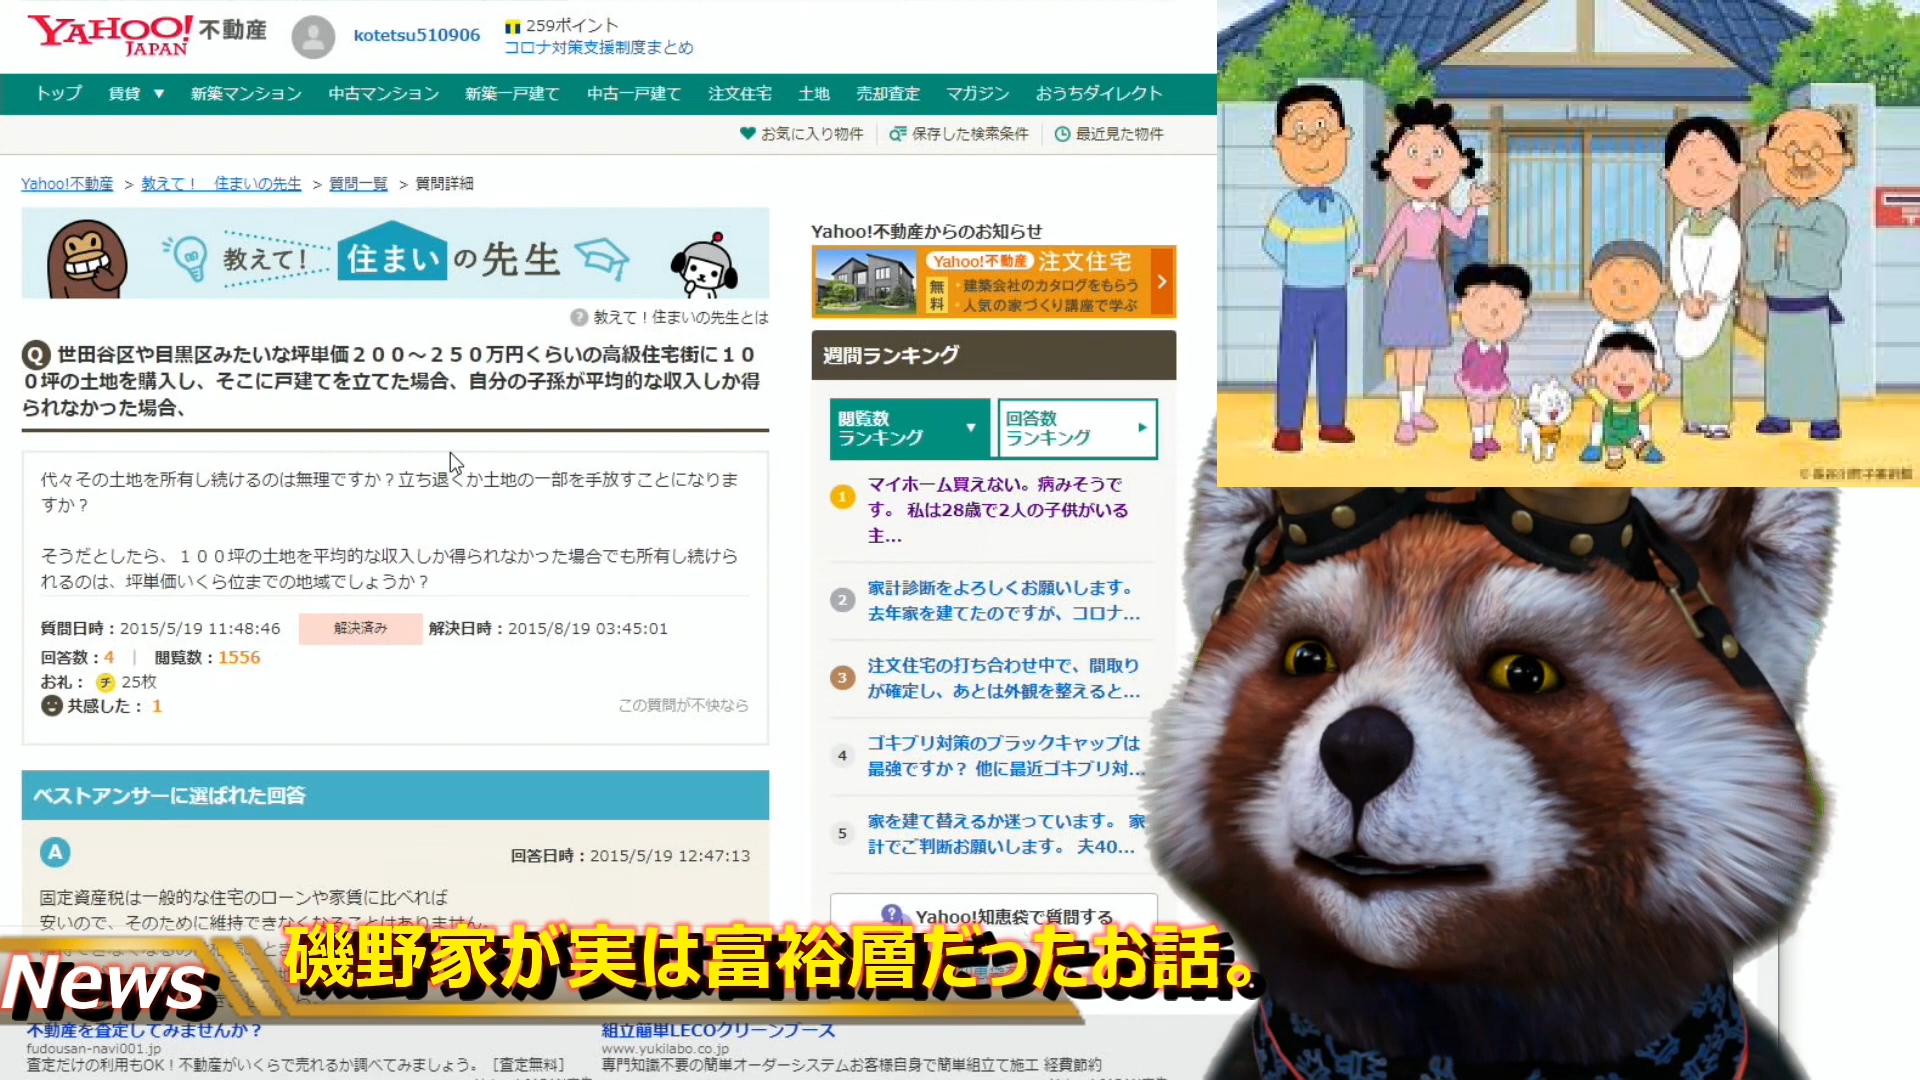 YAHOO! JAPAN 不動産
kotetsu510906
259ポイント
コロナ対策支援制度まとめ
トップ 賃貸 ▼ 新築マンション 中古マンション 新築一戸建て 中古一戸建て 注文住宅 土地 売却査定 マガジン おうちダイレクト
お気に入り物件 保存した検索条件 最近見た物件
Yahoo!不動産 > 教えて！ 住まいの先生 > 質問一覧 > 質問詳細
教えて! 住まいの先生
? 教えて！住まいの先生とは
Q 世田谷区や目黒区みたいな坪単価２００～２５０万円くらいの高級住宅街に１０
０坪の土地を購入し、そこに戸建てを立てた場合、自分の子孫が平均的な収入しか得
られなかった場合、
代々その土地を所有し続けるのは無理ですか？立ち退くか土地の一部を手放すことになりま
すか？
そうだとしたら、１００坪の土地を平均的な収入しか得られなかった場合でも所有し続けら
れるのは、坪単価いくら位までの地域でしょうか？
質問日時：2015/5/19 11:48:46 解決済み 解決日時：2015/8/19 03:45:01
回答数：4 | 閲覧数：1556
お礼： チ 25枚
共感した： 1
この質問が不快なら
ベストアンサーに選ばれた回答
A
回答日時：2015/5/19 12:47:13
固定資産税は一般的な住宅のローンや家賃に比べれば
安いので、そのために維持できなくなることはありません。
Yahoo!不動産からのお知らせ
Yahoo!不動産 注文住宅
無料
・建築会社のカタログをもらう
・人気の家づくり講座で学ぶ
週間ランキング
閲覧数
ランキング
回答数
ランキング
1 マイホーム買えない。病みそうで
す。 私は28歳で2人の子供がいる
主...
2 家計診断をよろしくお願いします。
去年家を建てたのですが、コロナ...
3 注文住宅の打ち合わせ中で、間取り
が確定し、あとは外観を整えると...
4 ゴキブリ対策のブラックキャップは
最強ですか？ 他に最近ゴキブリ対...
5 家を建て替えるか迷っています。 家
計でご判断お願いします。 夫40...
Yahoo!知恵袋で質問する
News
磯野家が実は富裕層だったお話。
不動産を査定してみませんか？
fudousan-navi001.jp
査定だけの利用もOK！不動産がいくらで売れるか調べてみましょう。［査定無料］
組立簡単LECOクリーンブース
www.yukilabo.co.jp
専門知識不要の簡単オーダーシステムお客様自身で簡単組立て施工 経費節約
©長谷川町子美術館